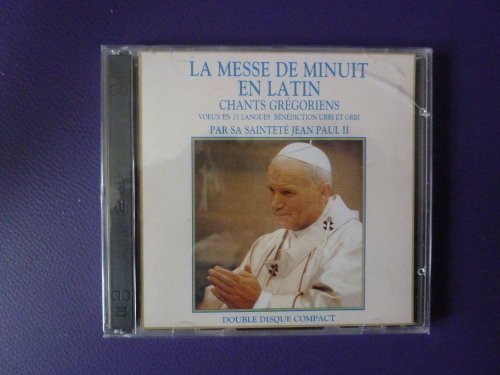 LA MESSE DE MINUIT
EN LATIN
CHANTS GRÉGORIENS
VOEUX EN 25 LANGUES BÉNÉDICTION URBI ET ORBI
PAR SA SAINTETÉ JEAN PAUL II
DOUBLE DISQUE COMPACT